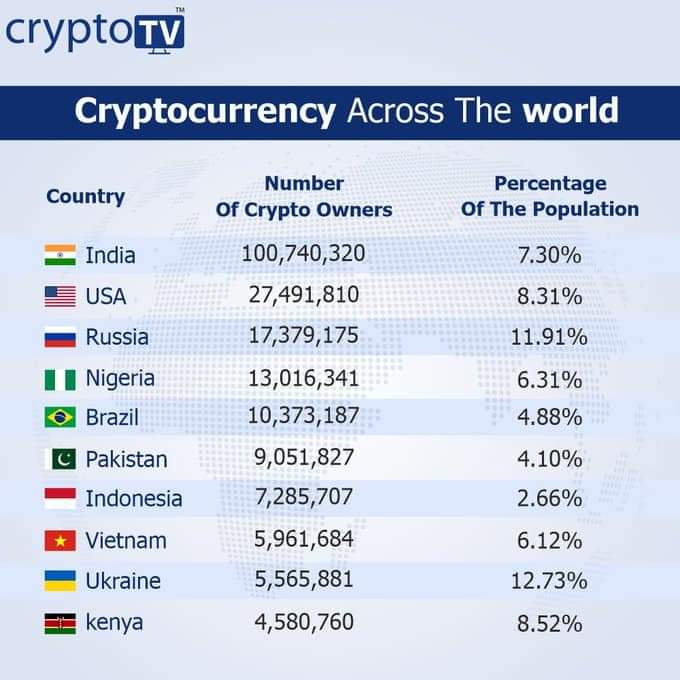 cryptoTV™
Cryptocurrency Across The world
Country Number Of Crypto Owners Percentage Of The Population
India 100,740,320 7.30%
USA 27,491,810 8.31%
Russia 17,379,175 11.91%
Nigeria 13,016,341 6.31%
Brazil 10,373,187 4.88%
Pakistan 9,051,827 4.10%
Indonesia 7,285,707 2.66%
Vietnam 5,961,684 6.12%
Ukraine 5,565,881 12.73%
kenya 4,580,760 8.52%